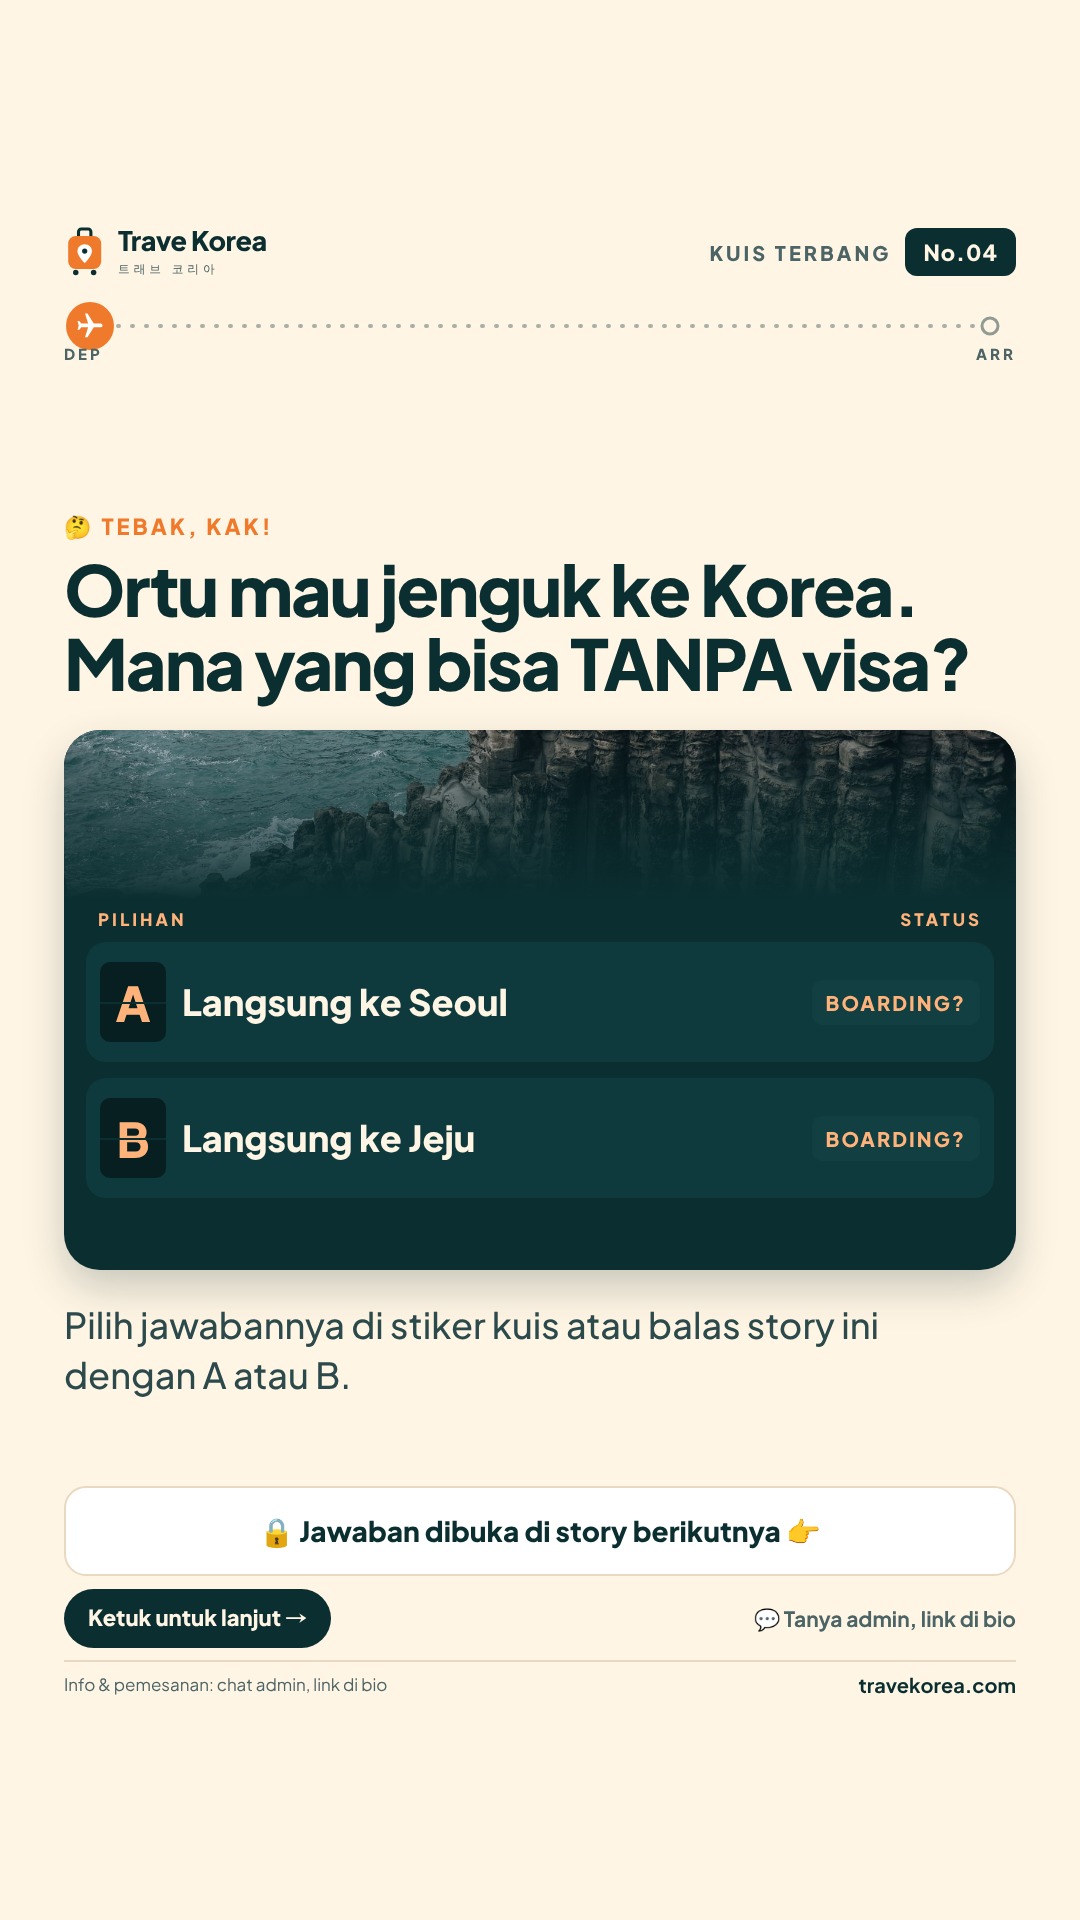 Trave Korea
트래브 코리아
KUIS TERBANG
No.04
DEP
ARR
🤔 TEBAK, KAK!
Ortu mau jenguk ke Korea.
Mana yang bisa TANPA visa?
PILIHAN
STATUS
A
Langsung ke Seoul
BOARDING?
B
Langsung ke Jeju
BOARDING?
Pilih jawabannya di stiker kuis atau balas story ini
dengan A atau B.
🔒 Jawaban dibuka di story berikutnya 👉
Ketuk untuk lanjut →
💬 Tanya admin, link di bio
Info & pemesanan: chat admin, link di bio
travekorea.com